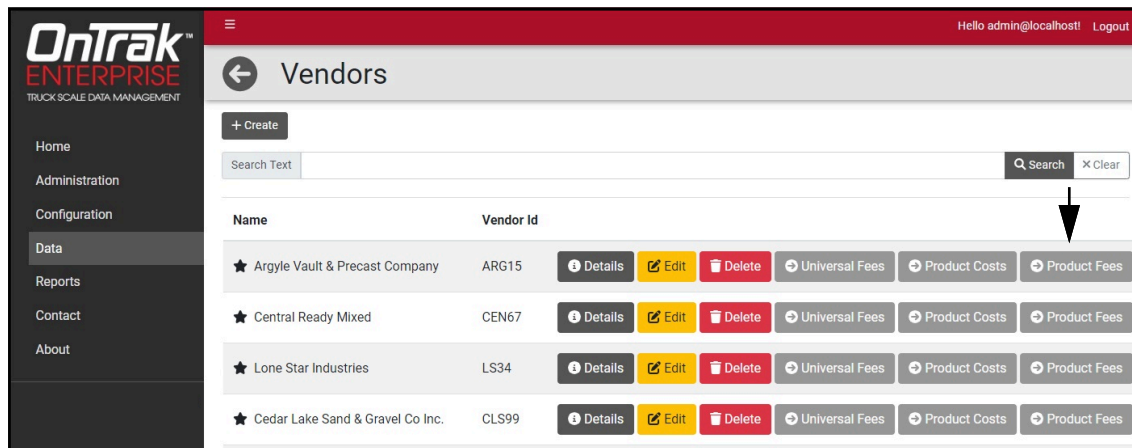 OnTrak™
ENTERPRISE
TRUCK SCALE DATA MANAGEMENT
Home
Administration
Configuration
Data
Reports
Contact
About
Hello admin@localhost! Logout
Vendors
+ Create
Search Text Search × Clear
Name Vendor Id
Argyle Vault & Precast Company ARG15 Details Edit Delete Universal Fees Product Costs Product Fees
Central Ready Mixed CEN67 Details Edit Delete Universal Fees Product Costs Product Fees
Lone Star Industries LS34 Details Edit Delete Universal Fees Product Costs Product Fees
Cedar Lake Sand & Gravel Co Inc. CLS99 Details Edit Delete Universal Fees Product Costs Product Fees